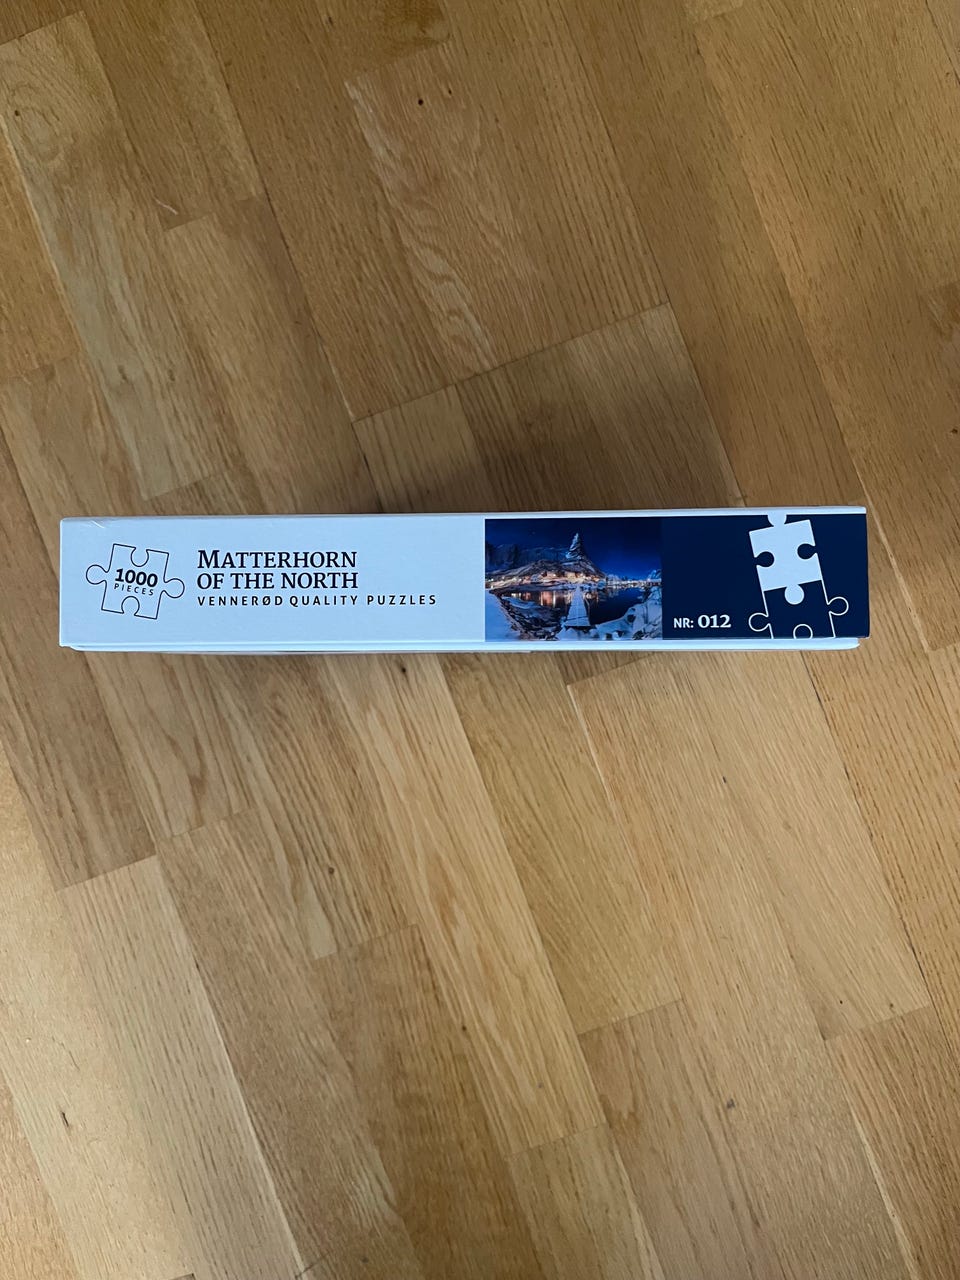 1000
PIECES
MATTERHORN
OF THE NORTH
VENNERØD QUALITY PUZZLES
NR: 012